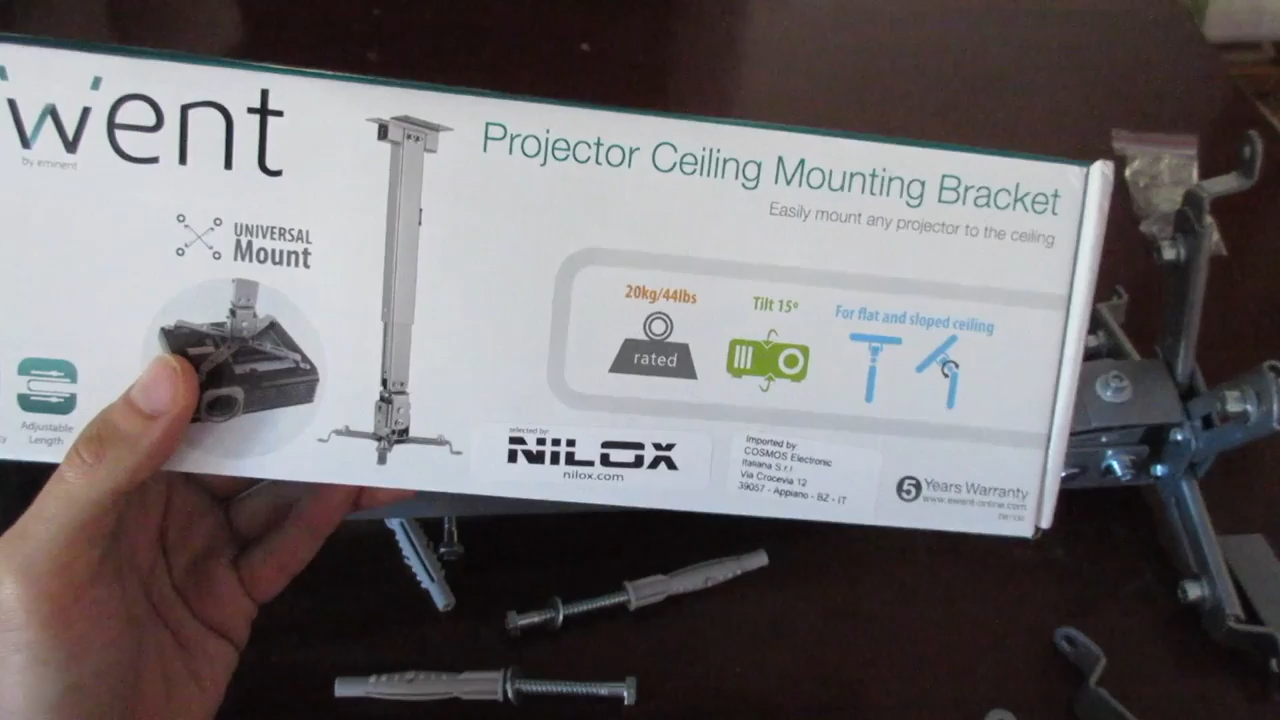 ewent
by eminent
Projector Ceiling Mounting Bracket
Easily mount any projector to the ceiling
UNIVERSAL
Mount
20kg/44lbs
rated
Tilt 15º
For flat and sloped ceiling
Adjustable
Length
selected by:
NILOX
nilox.com
Imported by:
COSMOS Electronic
Italiana S.r.l
Via Crocevia 12
39057 - Appiano - BZ - IT
5 Years Warranty
www.ewent-online.com